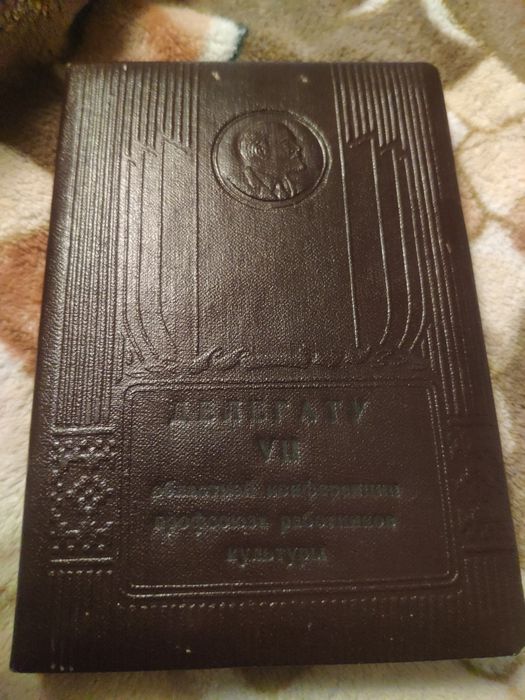 ДЕЛЕГАТУ
VII
областной конференции
профсоюза работников
культуры